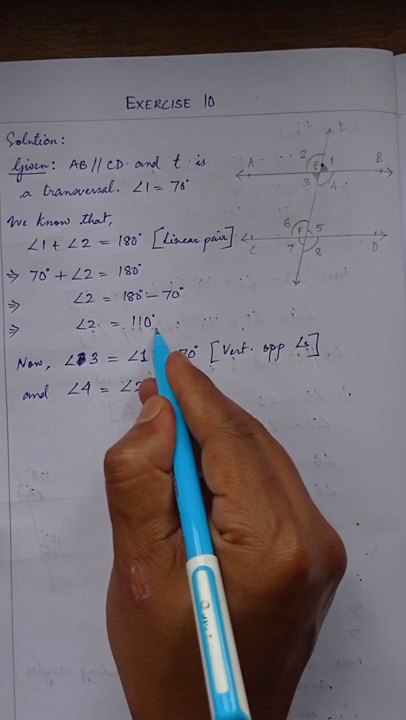 EXERCISE 10
Solution:
Given: AB // CD and t is
a transversal. ∠1 = 70°
We know that,
∠1 + ∠2 = 180° [Linear pair]
⇒ 70° + ∠2 = 180°
⇒ ∠2 = 180° − 70°
⇒ ∠2 = 110°
Now, ∠3 = ∠1 70° [Vert. opp ∠s]
and ∠4 = ∠2
t
A
2
E
1
B
3
4
6
F
5
C
7
8
D